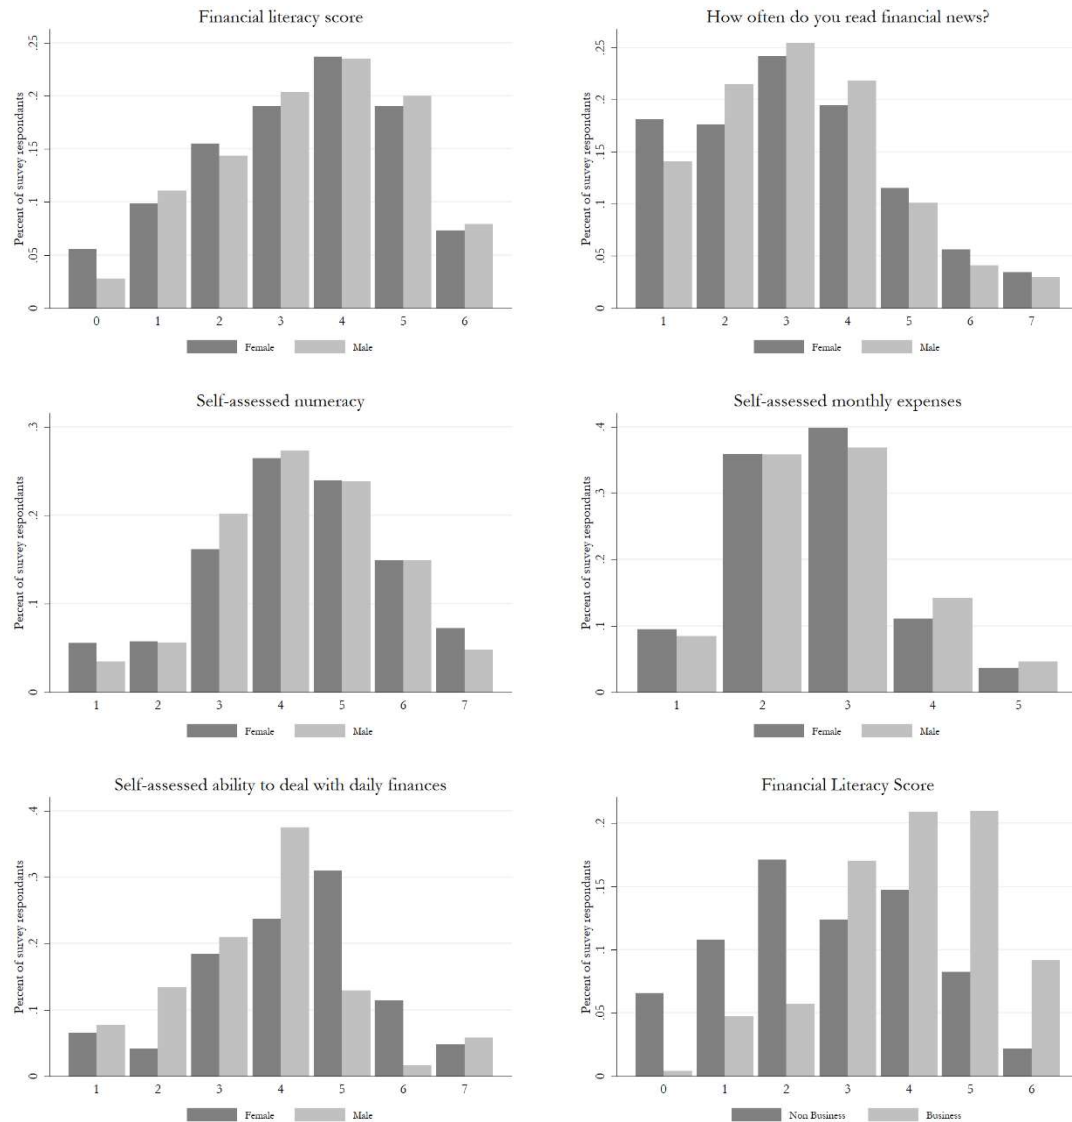 Financial literacy score
Percent of survey respondants
.25
.2
.15
.1
.05
0
0 1 2 3 4 5 6
Female Male
How often do you read financial news?
Percent of survey respondants
.25
.2
.15
.1
.05
0
1 2 3 4 5 6 7
Female Male
Self-assessed numeracy
Percent of survey respondants
.3
.2
.1
0
1 2 3 4 5 6 7
Female Male
Self-assessed monthly expenses
Percent of survey respondants
.4
.3
.2
.1
0
1 2 3 4 5
Female Male
Self-assessed ability to deal with daily finances
Percent of survey respondants
.4
.3
.2
.1
0
1 2 3 4 5 6 7
Female Male
Financial Literacy Score
Percent of survey respondants
.2
.15
.1
.05
0
0 1 2 3 4 5 6
Non Business Business